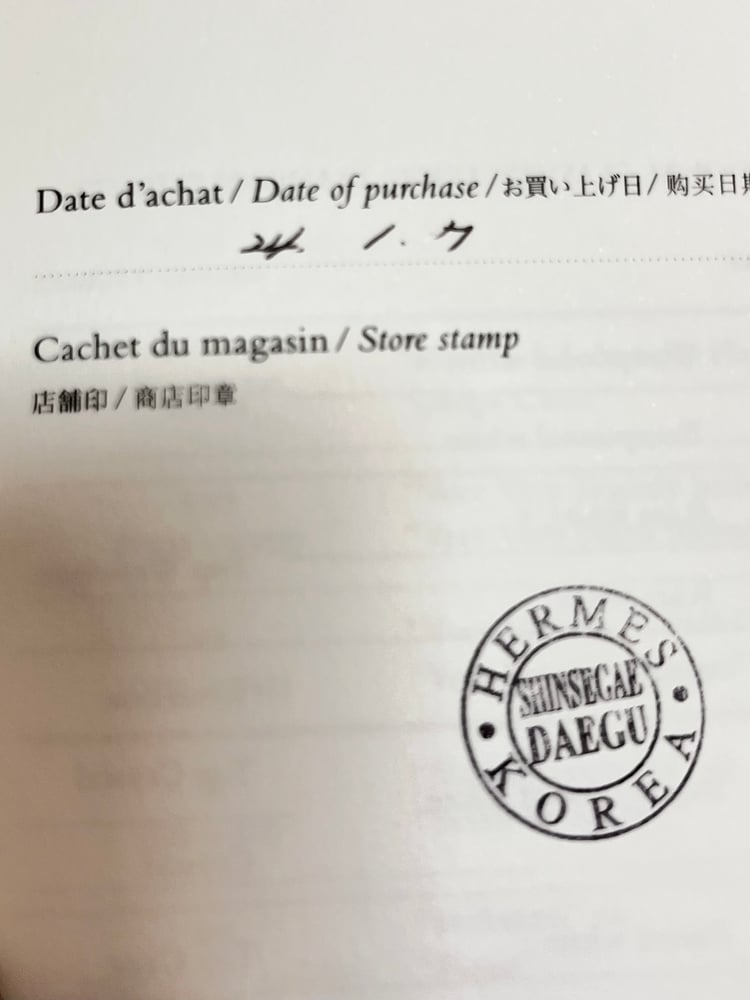 Date d'achat / Date of purchase / お買い上げ日 / 购买日期
24. 1. 7
Cachet du magasin / Store stamp
店舗印 / 商店印章
HERMES
SHINSEGAE
DAEGU
KOREA